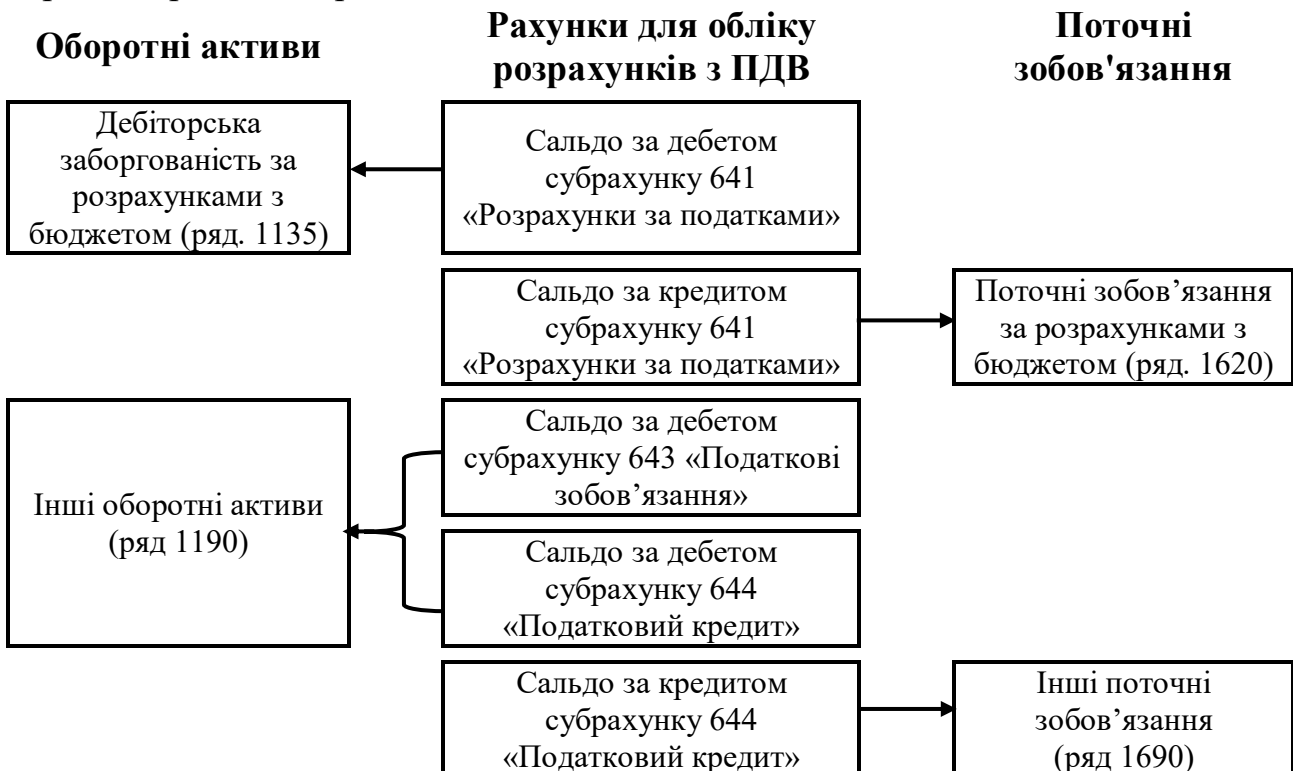 Оборотні активи
Рахунки для обліку
розрахунків з ПДВ
Поточні
зобов'язання
Дебіторська
заборгованість за
розрахунками з
бюджетом (ряд. 1135)
Сальдо за дебетом
субрахунку 641
«Розрахунки за податками»
Сальдо за кредитом
субрахунку 641
«Розрахунки за податками»
Поточні зобов’язання
за розрахунками з
бюджетом (ряд. 1620)
Інші оборотні активи
(ряд 1190)
Сальдо за дебетом
субрахунку 643 «Податкові
зобов’язання»
Сальдо за дебетом
субрахунку 644
«Податковий кредит»
Сальдо за кредитом
субрахунку 644
«Податковий кредит»
Інші поточні
зобов’язання
(ряд 1690)